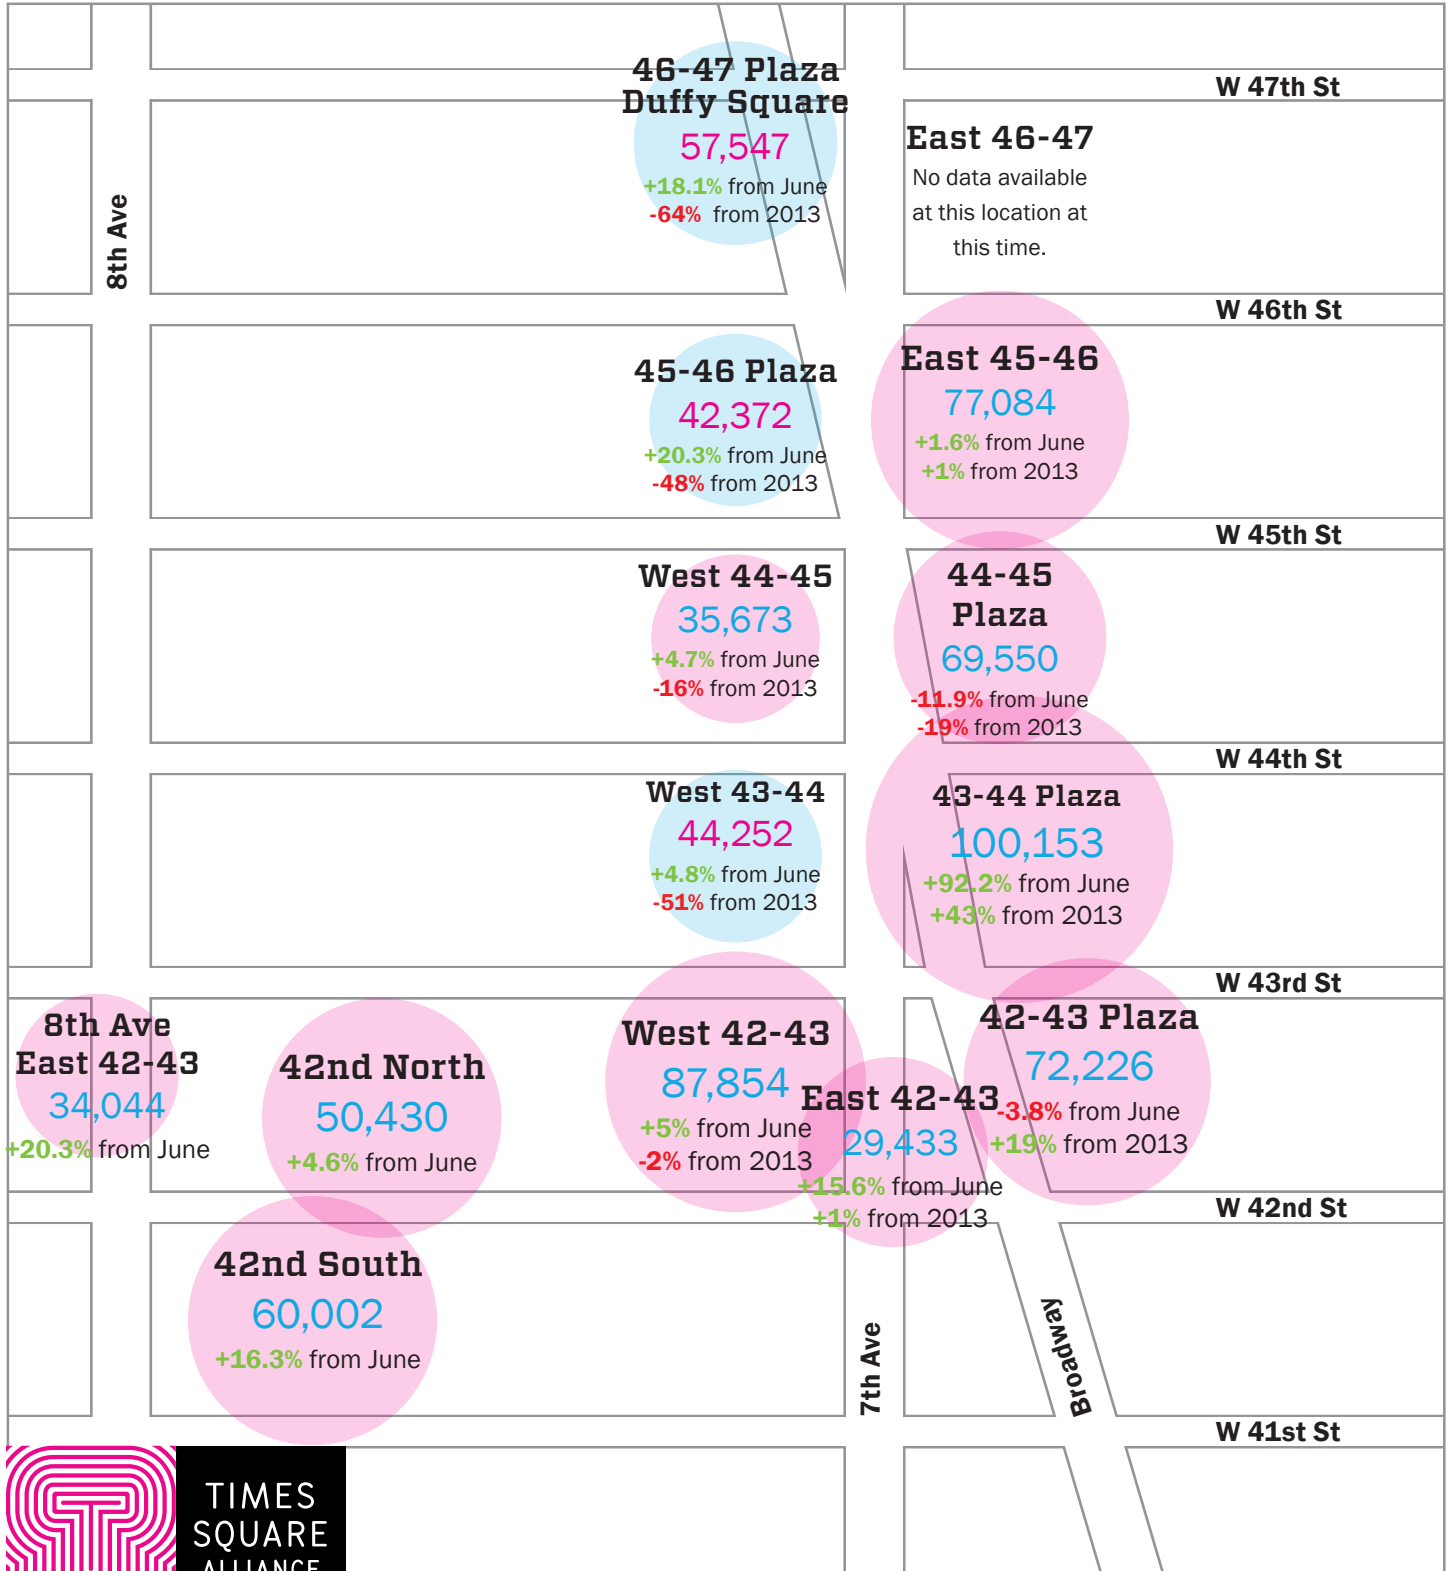 46-47 Plaza
Duffy Square
57,547
+18.1% from June
-64% from 2013
W 47th St
East 46-47
No data available
at this location at
this time.
8th Ave
W 46th St
45-46 Plaza
42,372
+20.3% from June
-48% from 2013
East 45-46
77,084
+1.6% from June
+1% from 2013
W 45th St
West 44-45
35,673
+4.7% from June
-16% from 2013
44-45
Plaza
69,550
-11.9% from June
-19% from 2013
W 44th St
West 43-44
44,252
+4.8% from June
-51% from 2013
43-44 Plaza
100,153
+92.2% from June
+43% from 2013
W 43rd St
8th Ave
East 42-43
34,044
+20.3% from June
42nd North
50,430
+4.6% from June
West 42-43
87,854
+5% from June
-2% from 2013
East 42-43
29,433
+15.6% from June
+1% from 2013
42-43 Plaza
72,226
-3.8% from June
+19% from 2013
W 42nd St
42nd South
60,002
+16.3% from June
7th Ave
Broadway
W 41st St
TIMES
SQUARE
ALLIANCE